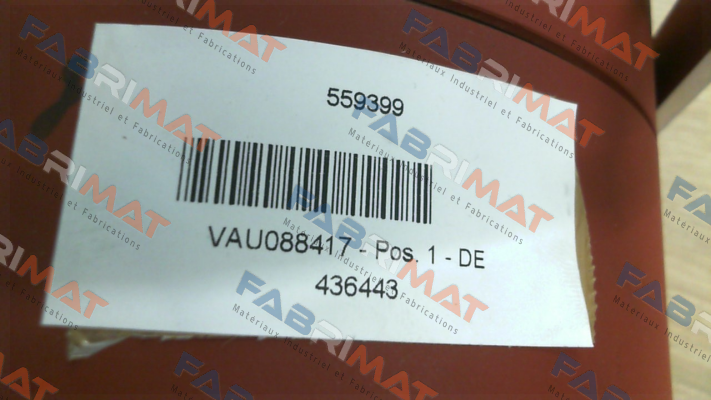 559399
VAU088417 - Pos. 1 - DE
436443
FABRIMAT
Matériaux Industriel et Fabrications